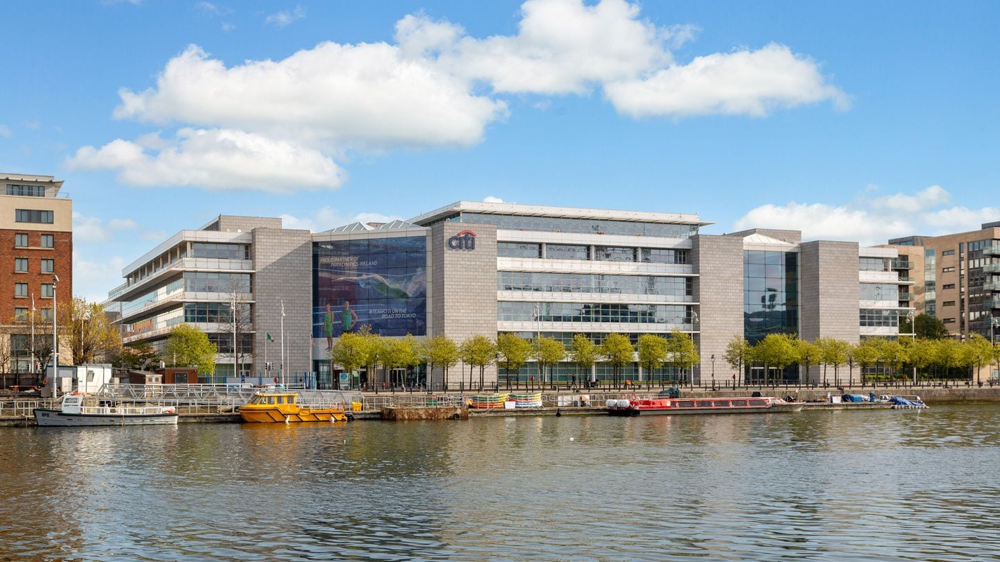 citi
PROUD PARTNER OF
PARALYMPICS IRELAND
#TEAMCITI ON THE
ROAD TO TOKYO